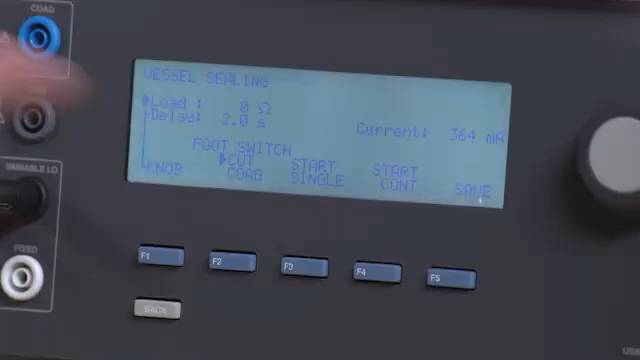 COAG
VESSEL SEALING
Load : 0 Ω
Delay: 2.0 s
Current: 364 mA
FOOT SWITCH
CUT
COAG
KNOB
START
SINGLE
START
CONT
SAVE
VARIABLE LO
FIXED
F1
F2
F3
F4
F5
BACK